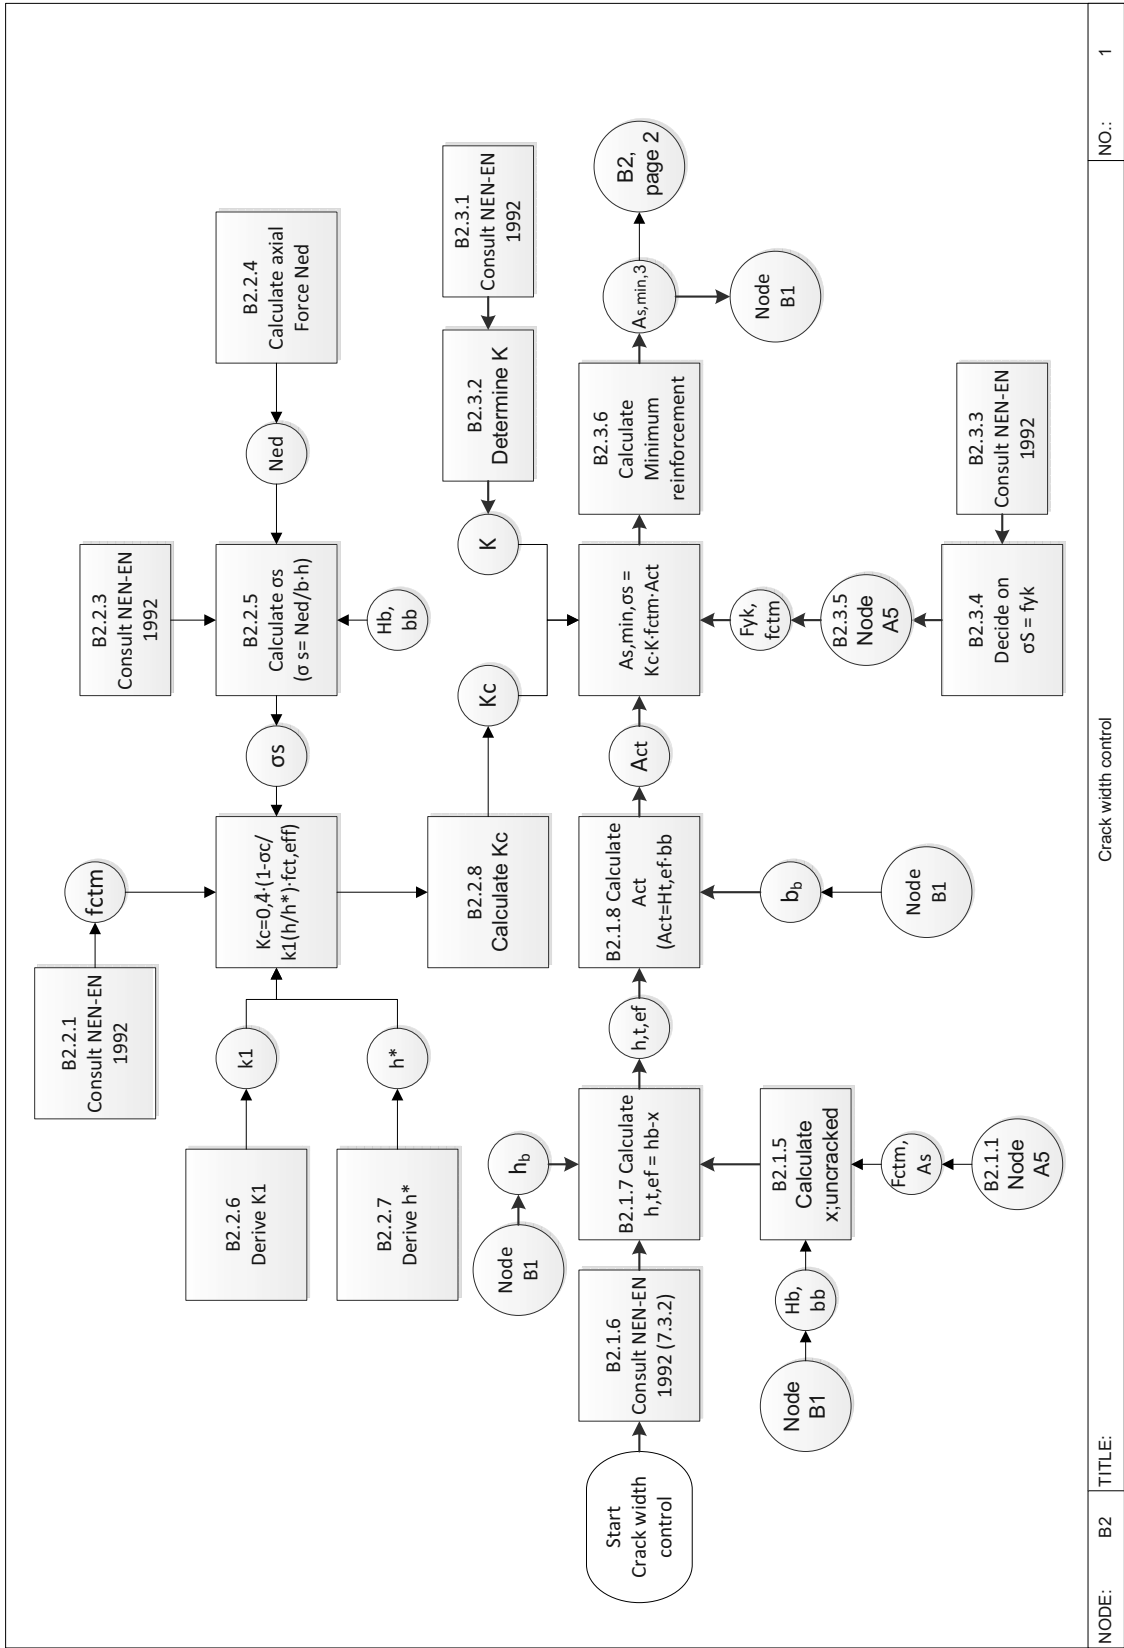 B2.2.1
Consult NEN-EN
1992
fctm
B2.2.3
Consult NEN-EN
1992
B2.2.6
Derive K1
k1
Kc=0,4·(1-σc/
k1(h/h*)·fct,eff)
σs
B2.2.5
Calculate σs
(σ s= Ned/b·h)
Ned
B2.2.4
Calculate axial
Force Ned
B2.2.7
Derive h*
h*
Hb,
bb
B2.2.8
Calculate Kc
Kc
K
B2.3.2
Determine K
B2.3.1
Consult NEN-EN
1992
Node
B1
hb
Start
Crack width
control
B2.1.6
Consult NEN-EN
1992 (7.3.2)
B2.1.7 Calculate
h,t,ef = hb-x
h,t,ef
B2.1.8 Calculate
Act
(Act=Ht,ef·bb
Act
As,min,σs =
Kc·K·fctm·Act
B2.3.6
Calculate
Minimum
reinforcement
As,min,3
B2,
page 2
Node
B1
Hb,
bb
B2.1.5
Calculate
x;uncracked
bb
Fyk,
fctm
Node
B1
Fctm,
As
Node
B1
B2.3.5
Node
A5
B2.1.1
Node
A5
B2.3.4
Decide on
σS = fyk
B2.3.3
Consult NEN-EN
1992
NODE:
B2
TITLE:
Crack width control
NO.:
1